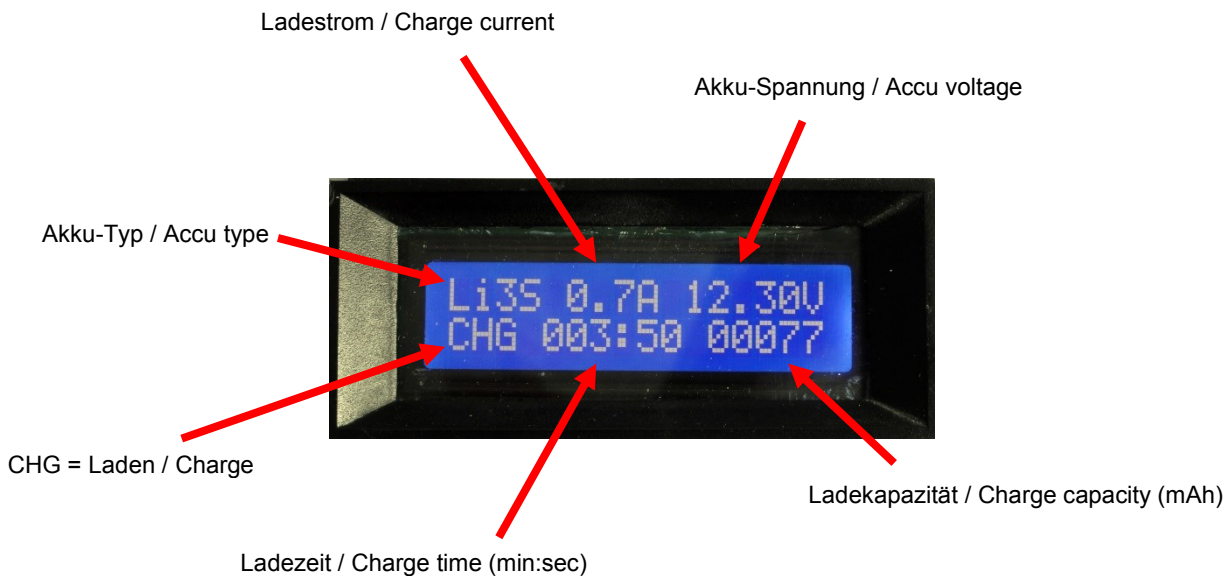 Ladestrom / Charge current
Akku-Spannung / Accu voltage
Akku-Typ / Accu type
Li3S 0.7A 12.30V
CHG 003:50 00077
CHG = Laden / Charge
Ladekapazität / Charge capacity (mAh)
Ladezeit / Charge time (min:sec)